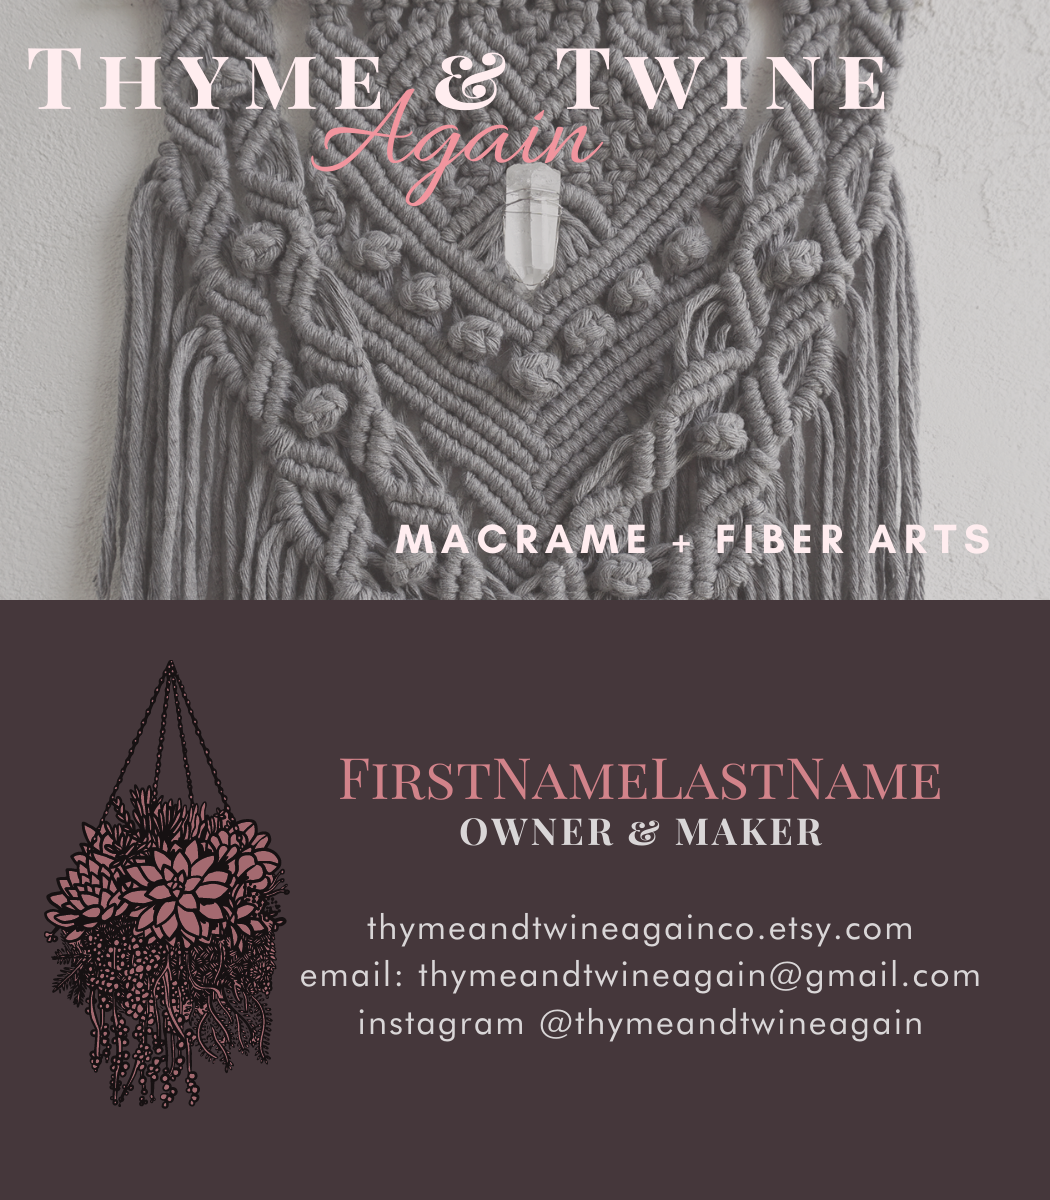 Thyme & Twine
Again
MACRAME + FIBER ARTS
FirstNameLastName
OWNER & MAKER
thymeandtwineagainco.etsy.com
email: thymeandtwineagain@gmail.com
instagram @thymeandtwineagain